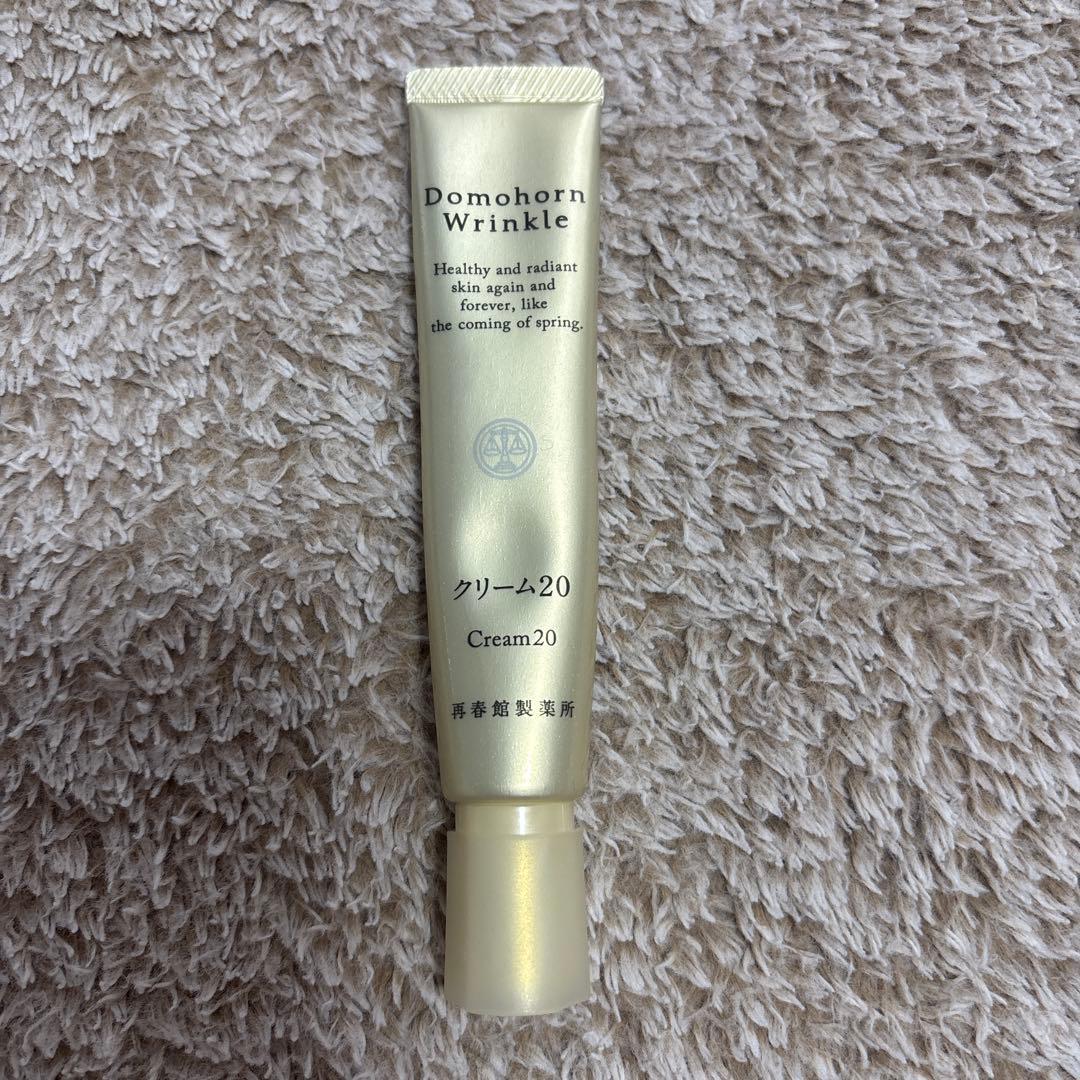 Domohorn
Wrinkle
Healthy and radiant
skin again and
forever, like
the coming of spring.
クリーム20
Cream20
再春館製薬所